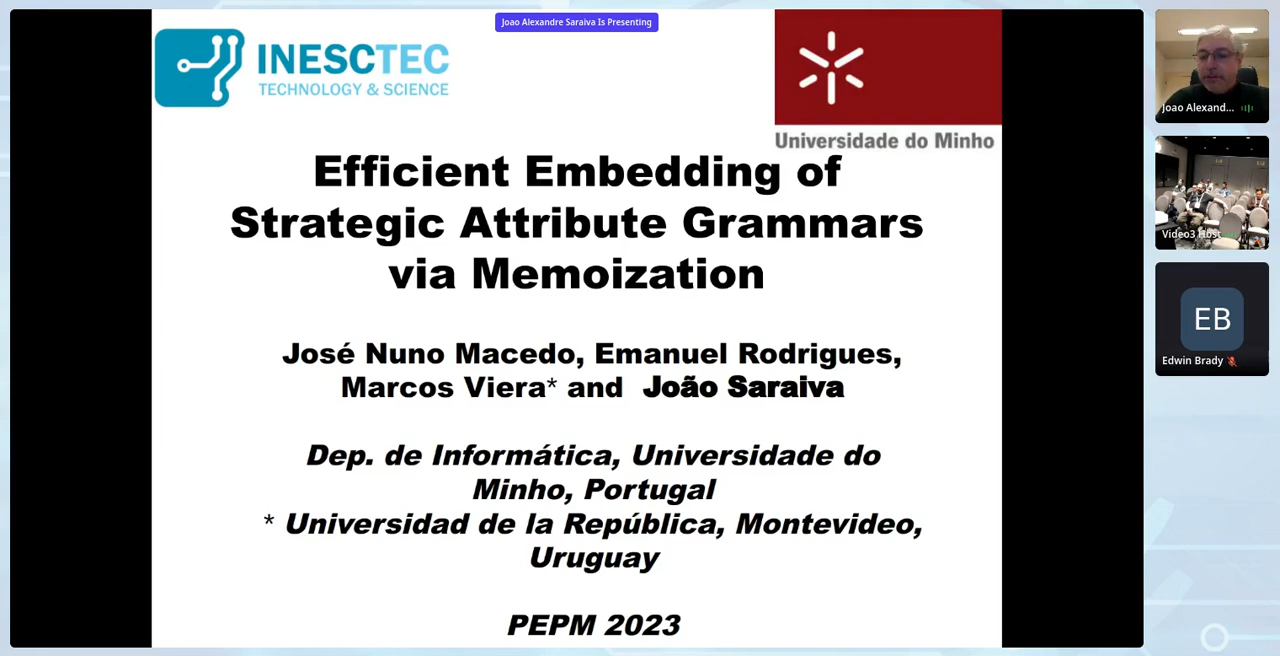 Joao Alexandre Saraiva Is Presenting
INESCTEC
TECHNOLOGY & SCIENCE
Universidade do Minho
Efficient Embedding of
Strategic Attribute Grammars
via Memoization
José Nuno Macedo, Emanuel Rodrigues,
Marcos Viera* and João Saraiva
Dep. de Informática, Universidade do
Minho, Portugal
* Universidad de la República, Montevideo,
Uruguay
PEPM 2023
Joao Alexand...
Video3 Host
EB
Edwin Brady